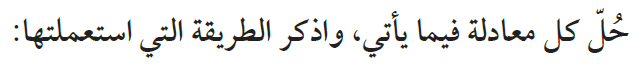 حُلّ كل معادلة فيما يأتي، واذكر الطريقة التي استعملتها: